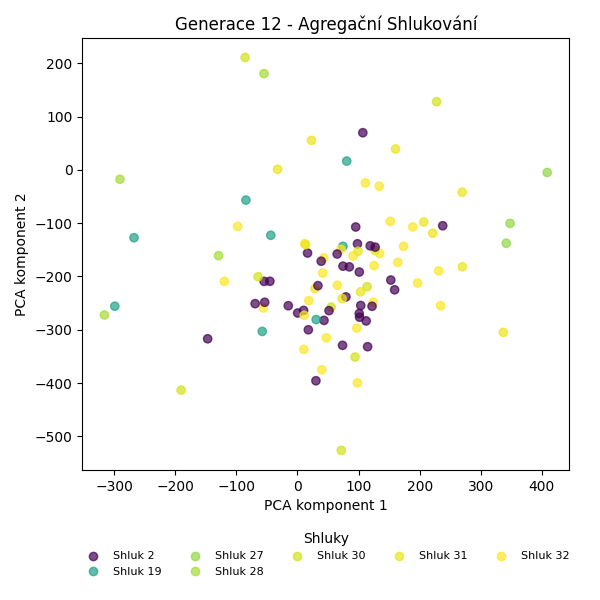 Generace 12 - Agregační Shlukování
PCA komponent 2
200
100
0
−100
−200
−300
−400
−500
−300 −200 −100 0 100 200 300 400
PCA komponent 1
Shluky
Shluk 2 Shluk 27 Shluk 30 Shluk 31 Shluk 32
Shluk 19 Shluk 28